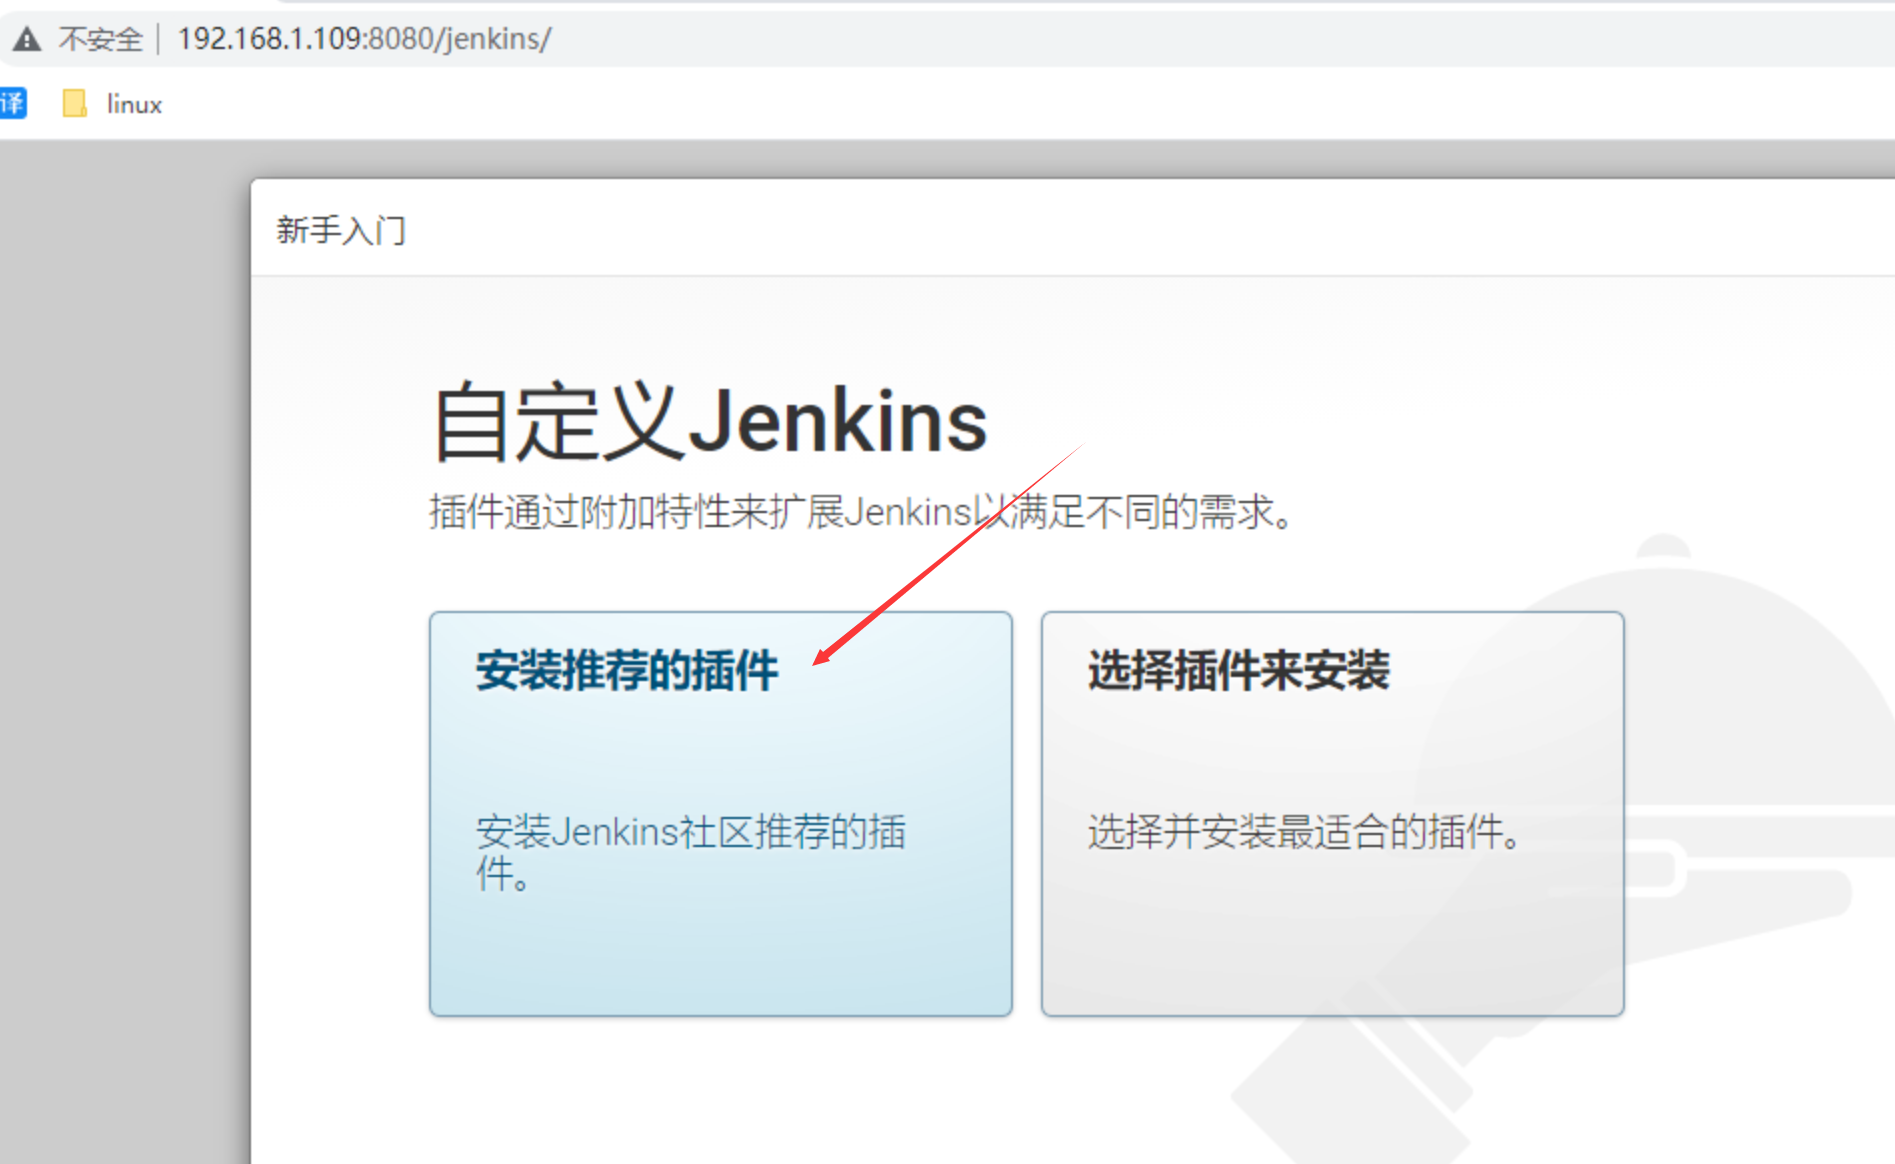 不安全 | 192.168.1.109:8080/jenkins/
译 linux
新手入门
自定义Jenkins
插件通过附加特性来扩展Jenkins以满足不同的需求。
安装推荐的插件
安装Jenkins社区推荐的插
件。
选择插件来安装
选择并安装最适合的插件。